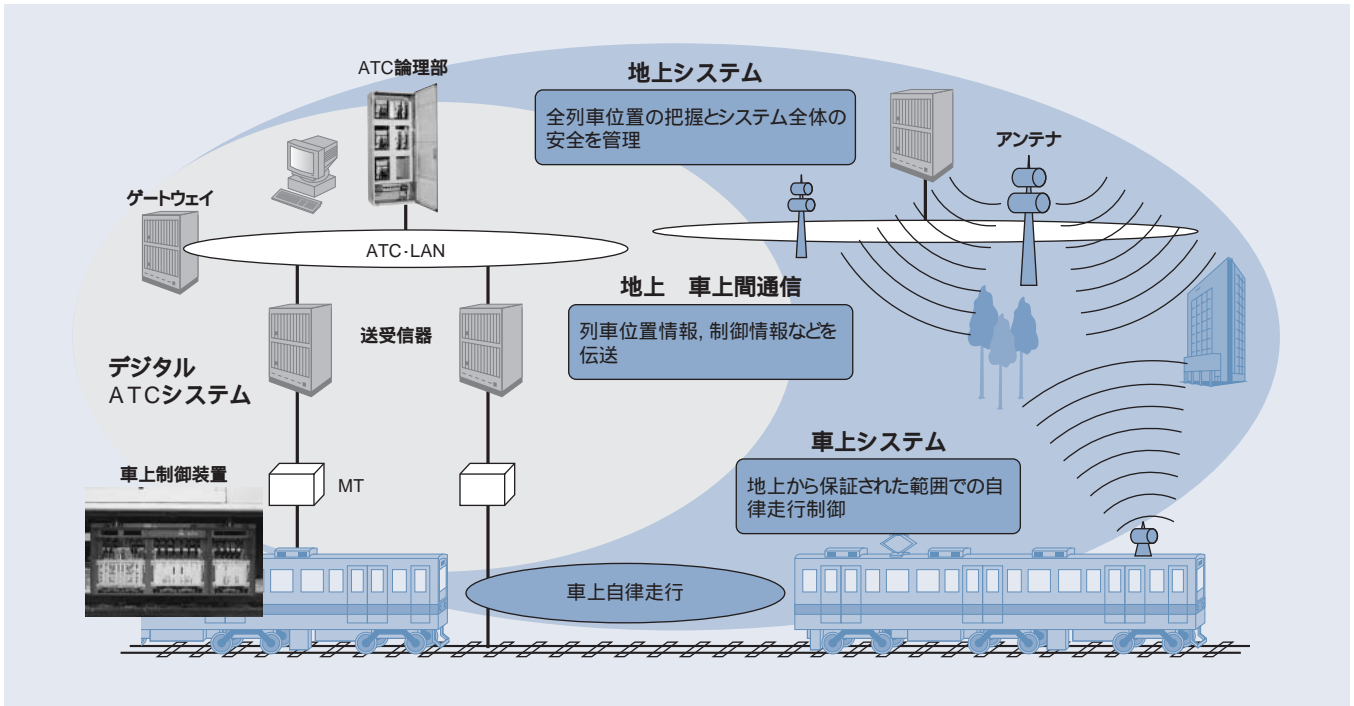 ATC論理部
地上システム
全列車位置の把握とシステム全体の
安全を管理
アンテナ
ゲートウェイ
ATC·LAN
地上　車上間通信
列車位置情報, 制御情報などを
伝送
送受信器
デジタル
ATCシステム
車上システム
地上から保証された範囲での自
律走行制御
車上制御装置
MT
車上自律走行